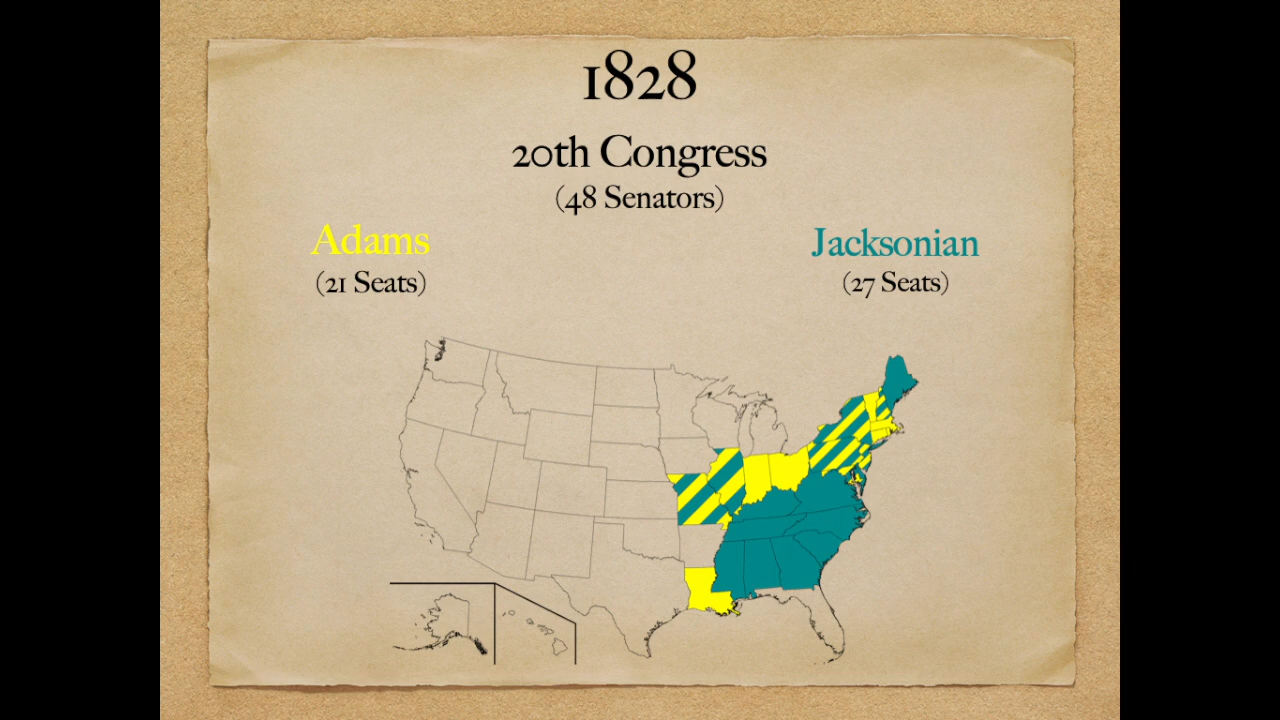 1828
20th Congress
(48 Senators)
Adams
(21 Seats)
Jacksonian
(27 Seats)